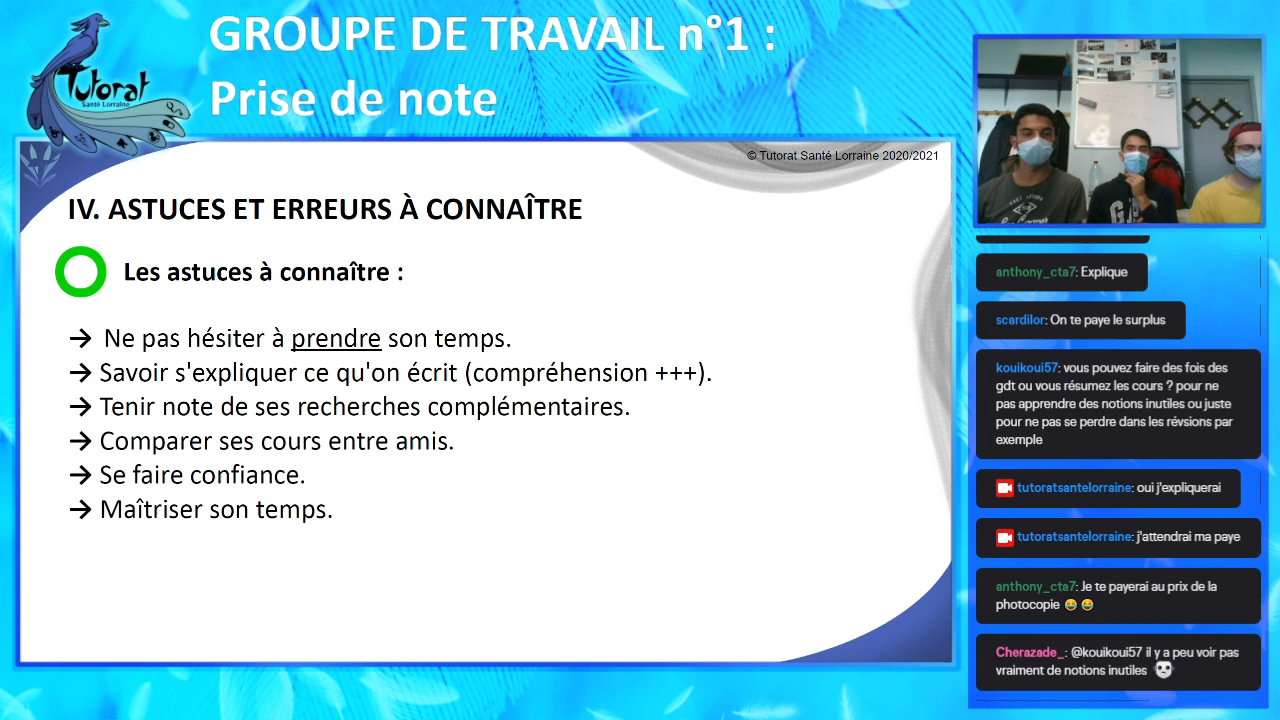 GROUPE DE TRAVAIL n°1 :
Prise de note
Tutorat
Santé Lorraine
© Tutorat Santé Lorraine 2020/2021
IV. ASTUCES ET ERREURS À CONNAÎTRE
Les astuces à connaître :
→ Ne pas hésiter à prendre son temps.
→ Savoir s'expliquer ce qu'on écrit (compréhension +++).
→ Tenir note de ses recherches complémentaires.
→ Comparer ses cours entre amis.
→ Se faire confiance.
→ Maîtriser son temps.
anthony_cta7: Explique
scardilor: On te paye le surplus
kouikoui57: vous pouvez faire des fois des
gdt ou vous résumez les cours ? pour ne
pas apprendre des notions inutiles ou juste
pour ne pas se perdre dans les révsions par
exemple
tutoratsantelorraine: oui j'expliquerai
tutoratsantelorraine: j'attendrai ma paye
anthony_cta7: Je te payerai au prix de la
photocopie 😂 😂
Cherazade_: @kouikoui57 il y a peu voir pas
vraiment de notions inutiles